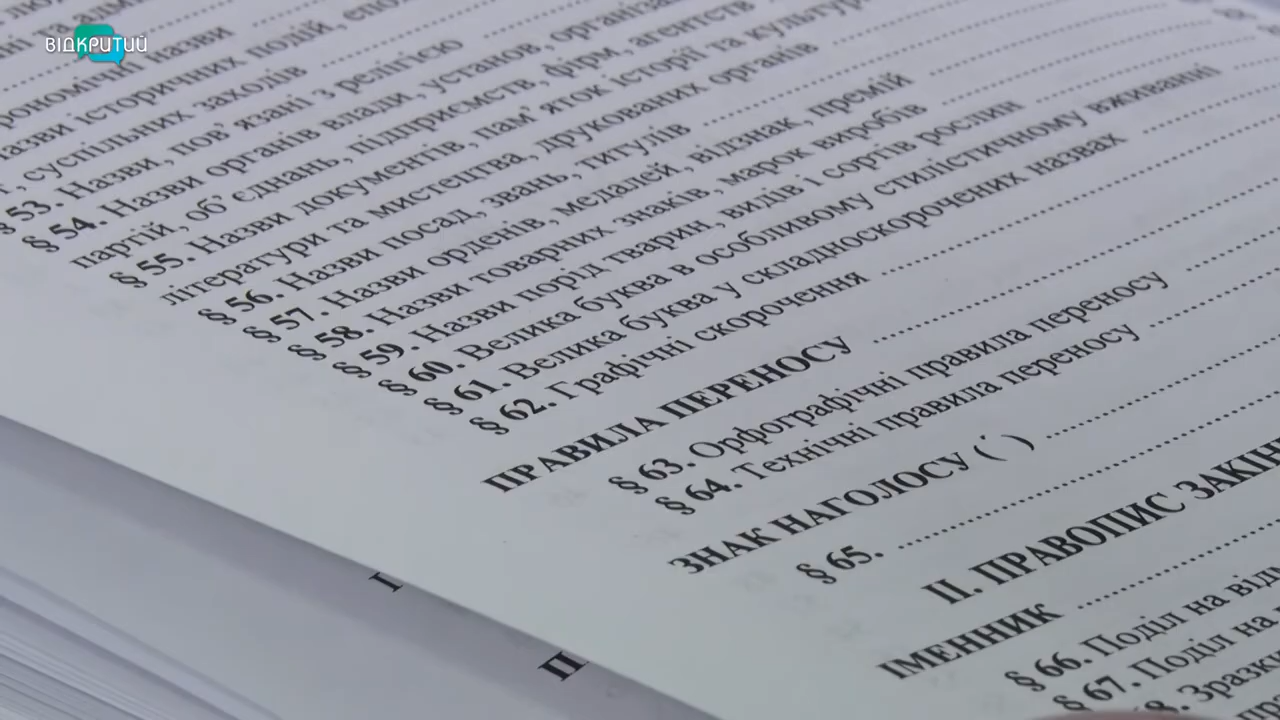 ВІДКРИТИЙ
назви
історичних подій,
суспільних заходів
§ 53. Назви, пов'язані з релігією
§ 54. Назви органів влади, установ,
партій, об'єднань, підприємств, фірм, агентств
§ 55. Назви документів, пам'яток історії та
літератури та мистецтва, друкованих органів
§ 56. Назви посад, звань, титулів
§ 57. Назви орденів, медалей, відзнак, премій
§ 58. Назви товарних знаків, марок виробів
§ 59. Назви порід тварин, видів і сортів рослин
§ 60. Велика буква в особливому стилістичному вживанні
§ 61. Велика буква у складноскорочених назвах
§ 62. Графічні скорочення
ПРАВИЛА ПЕРЕНОСУ
§ 63. Орфографічні правила переносу
§ 64. Технічні правила переносу
ЗНАК НАГОЛОСУ ( ́ )
§ 65.
II. ПРАВОПИС ЗАКІН
ІМЕННИК
§ 66. Поділ на від
§ 67. Поділ на
8. Зразки
I
II